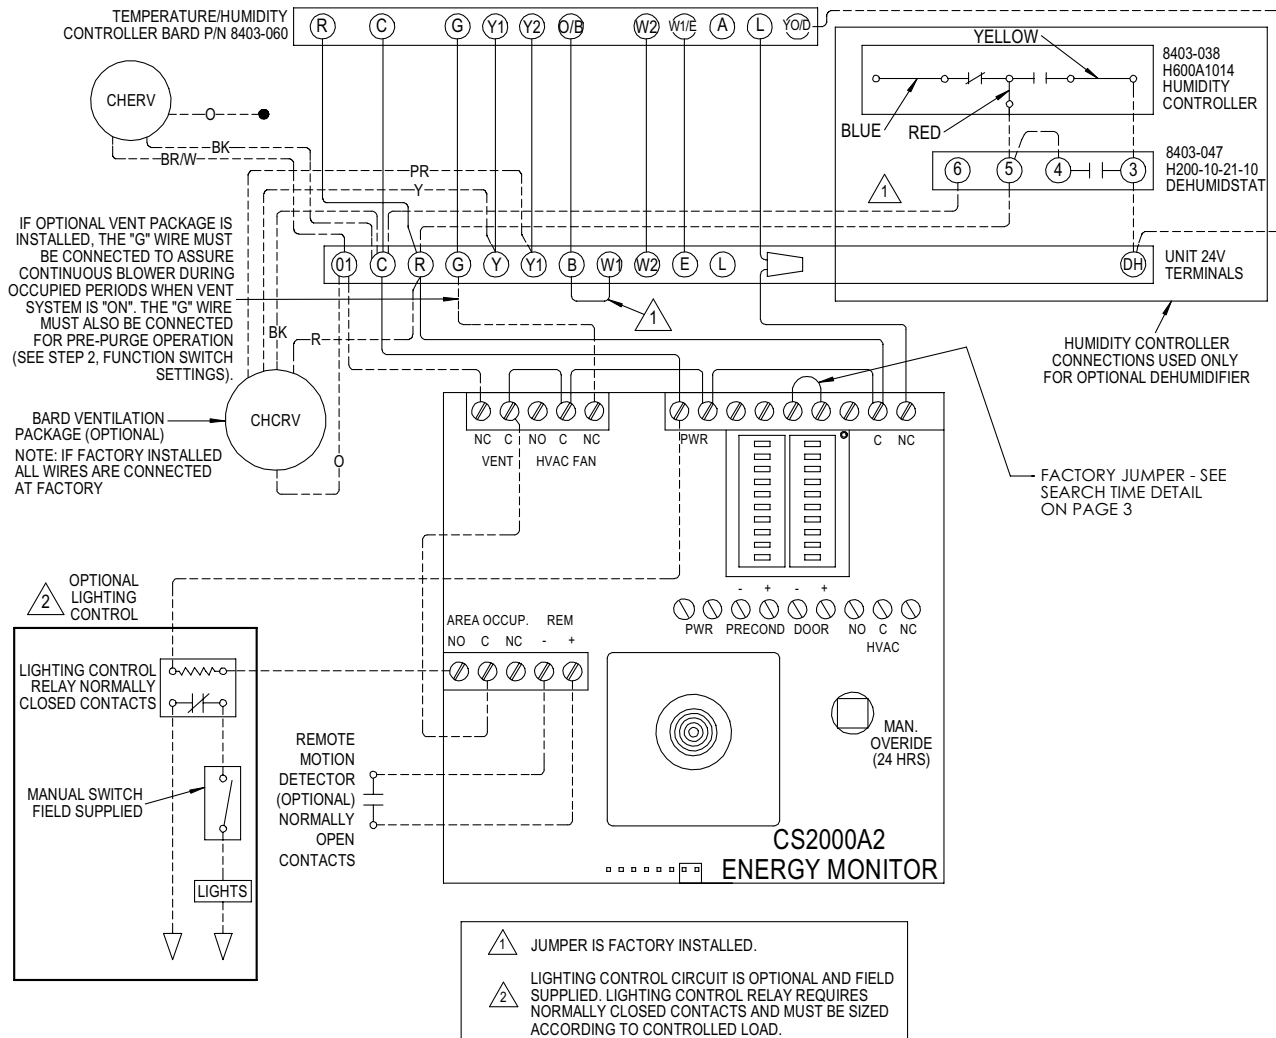 TEMPERATURE/HUMIDITY
CONTROLLER BARD P/N 8403-060
R C G Y1 Y2 O/B W2 W1/E A L YO/D
YELLOW
8403-038
H600A1014
HUMIDITY
CONTROLLER
BLUE RED
CHERV
O
BK
BR/W
PR
Y
1
6 5 4 3
8403-047
H200-10-21-10
DEHUMIDSTAT
IF OPTIONAL VENT PACKAGE IS
INSTALLED, THE "G" WIRE MUST
BE CONNECTED TO ASSURE
CONTINUOUS BLOWER DURING
OCCUPIED PERIODS WHEN VENT
SYSTEM IS "ON". THE "G" WIRE
MUST ALSO BE CONNECTED
FOR PRE-PURGE OPERATION
(SEE STEP 2, FUNCTION SWITCH
SETTINGS).
01 C R G Y Y1 B W1 W2 E L DH
UNIT 24V
TERMINALS
1
BK
R
HUMIDITY CONTROLLER
CONNECTIONS USED ONLY
FOR OPTIONAL DEHUMIDIFIER
BARD VENTILATION
PACKAGE (OPTIONAL)
NOTE: IF FACTORY INSTALLED
ALL WIRES ARE CONNECTED
AT FACTORY
CHCRV
O
NC C NO C NC
VENT HVAC FAN
PWR C NC
FACTORY JUMPER - SEE
SEARCH TIME DETAIL
ON PAGE 3
2
OPTIONAL
LIGHTING
CONTROL
LIGHTING CONTROL
RELAY NORMALLY
CLOSED CONTACTS
MANUAL SWITCH
FIELD SUPPLIED
LIGHTS
AREA OCCUP. REM
NO C NC - +
- + - +
PWR PRECOND DOOR NO C NC
HVAC
REMOTE
MOTION
DETECTOR
(OPTIONAL)
NORMALLY
OPEN
CONTACTS
MAN.
OVERIDE
(24 HRS)
CS2000A2
ENERGY MONITOR
1 JUMPER IS FACTORY INSTALLED.
2 LIGHTING CONTROL CIRCUIT IS OPTIONAL AND FIELD
SUPPLIED. LIGHTING CONTROL RELAY REQUIRES
NORMALLY CLOSED CONTACTS AND MUST BE SIZED
ACCORDING TO CONTROLLED LOAD.